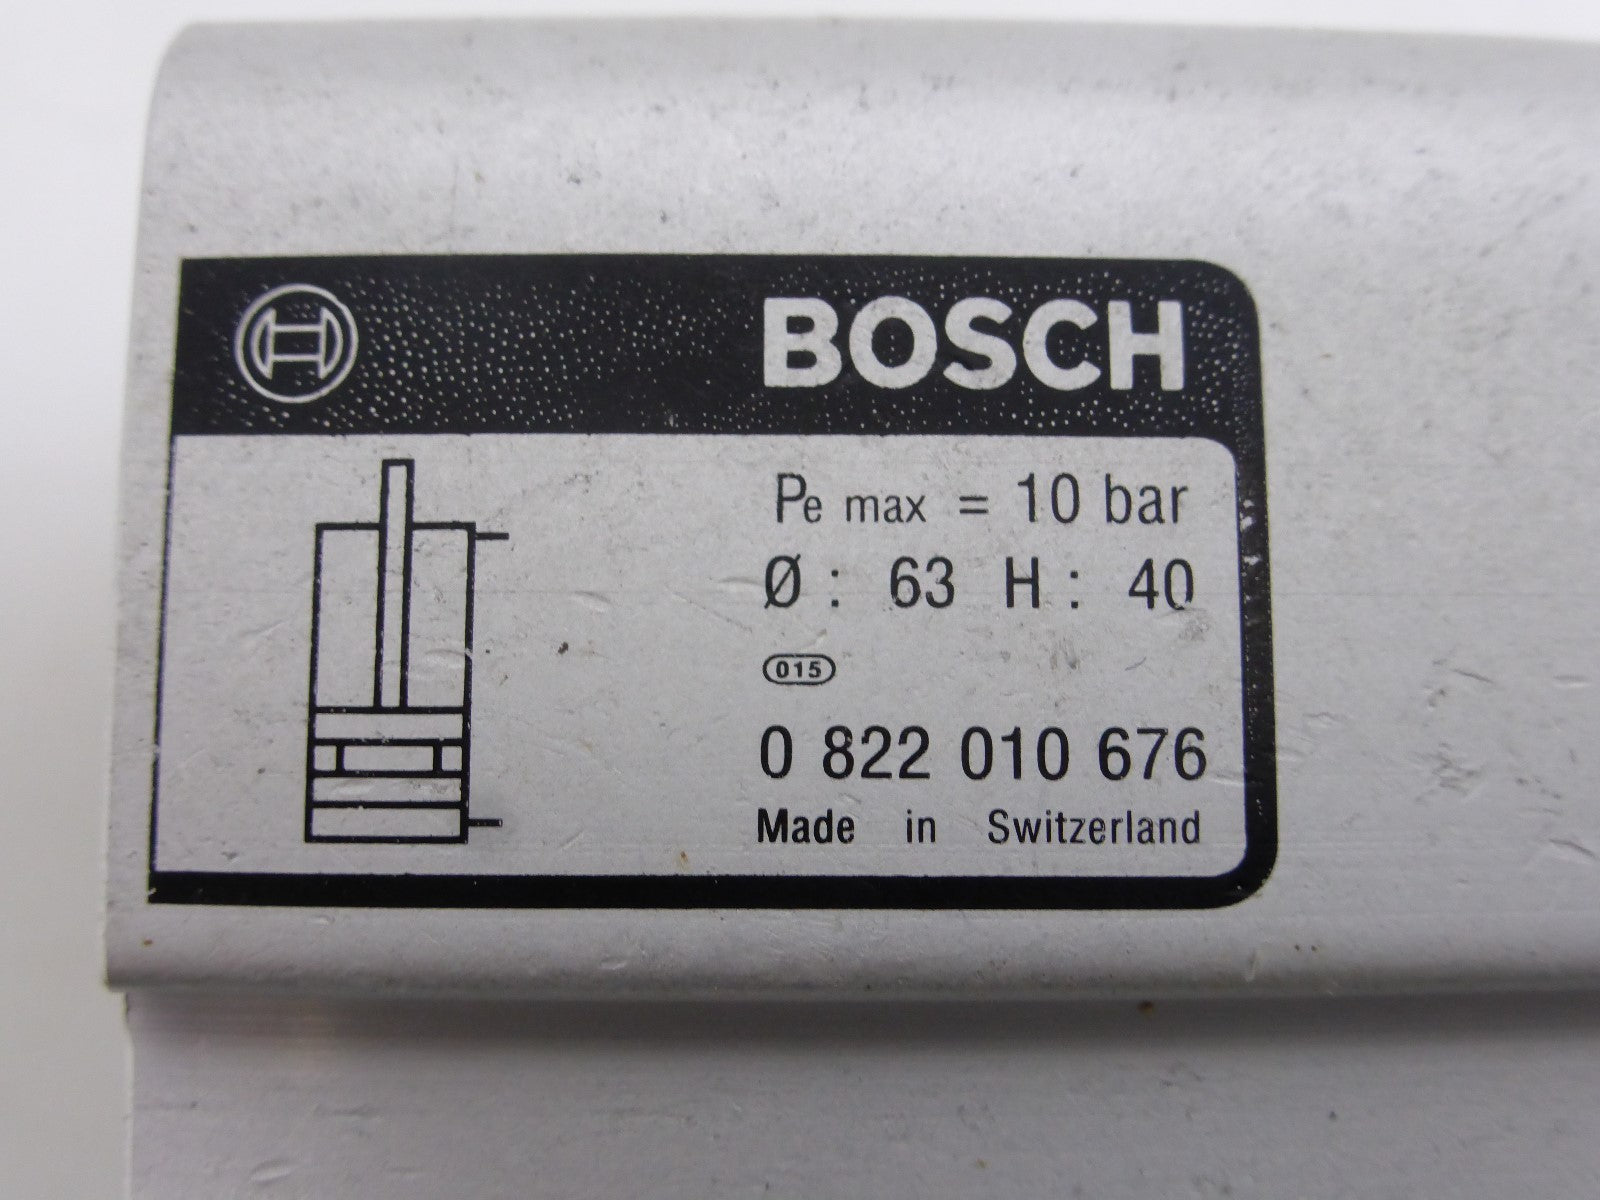 BOSCH
Pe max = 10 bar
Ø : 63 H : 40
015
0 822 010 676
Made in Switzerland